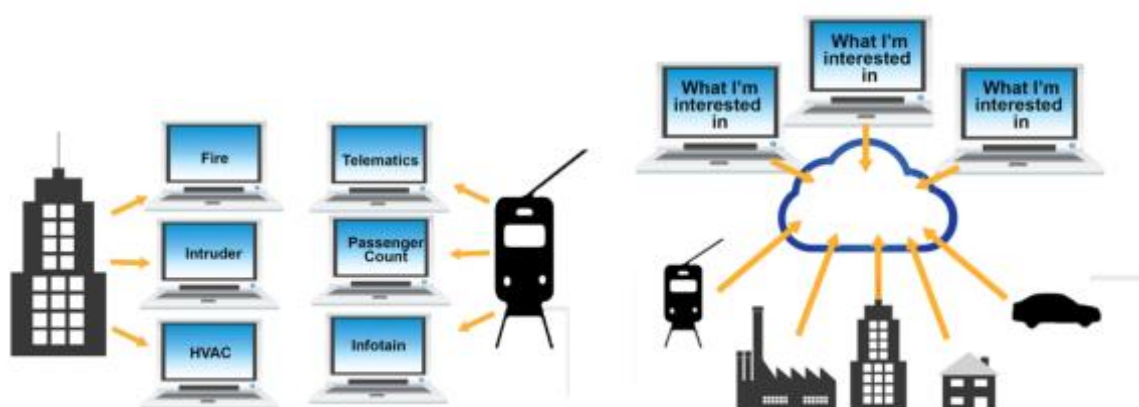 Fire
Telematics
Intruder
Passenger
Count
HVAC
Infotain
What I'm
interested
in
What I'm
interested
in
What I'm
interested
in